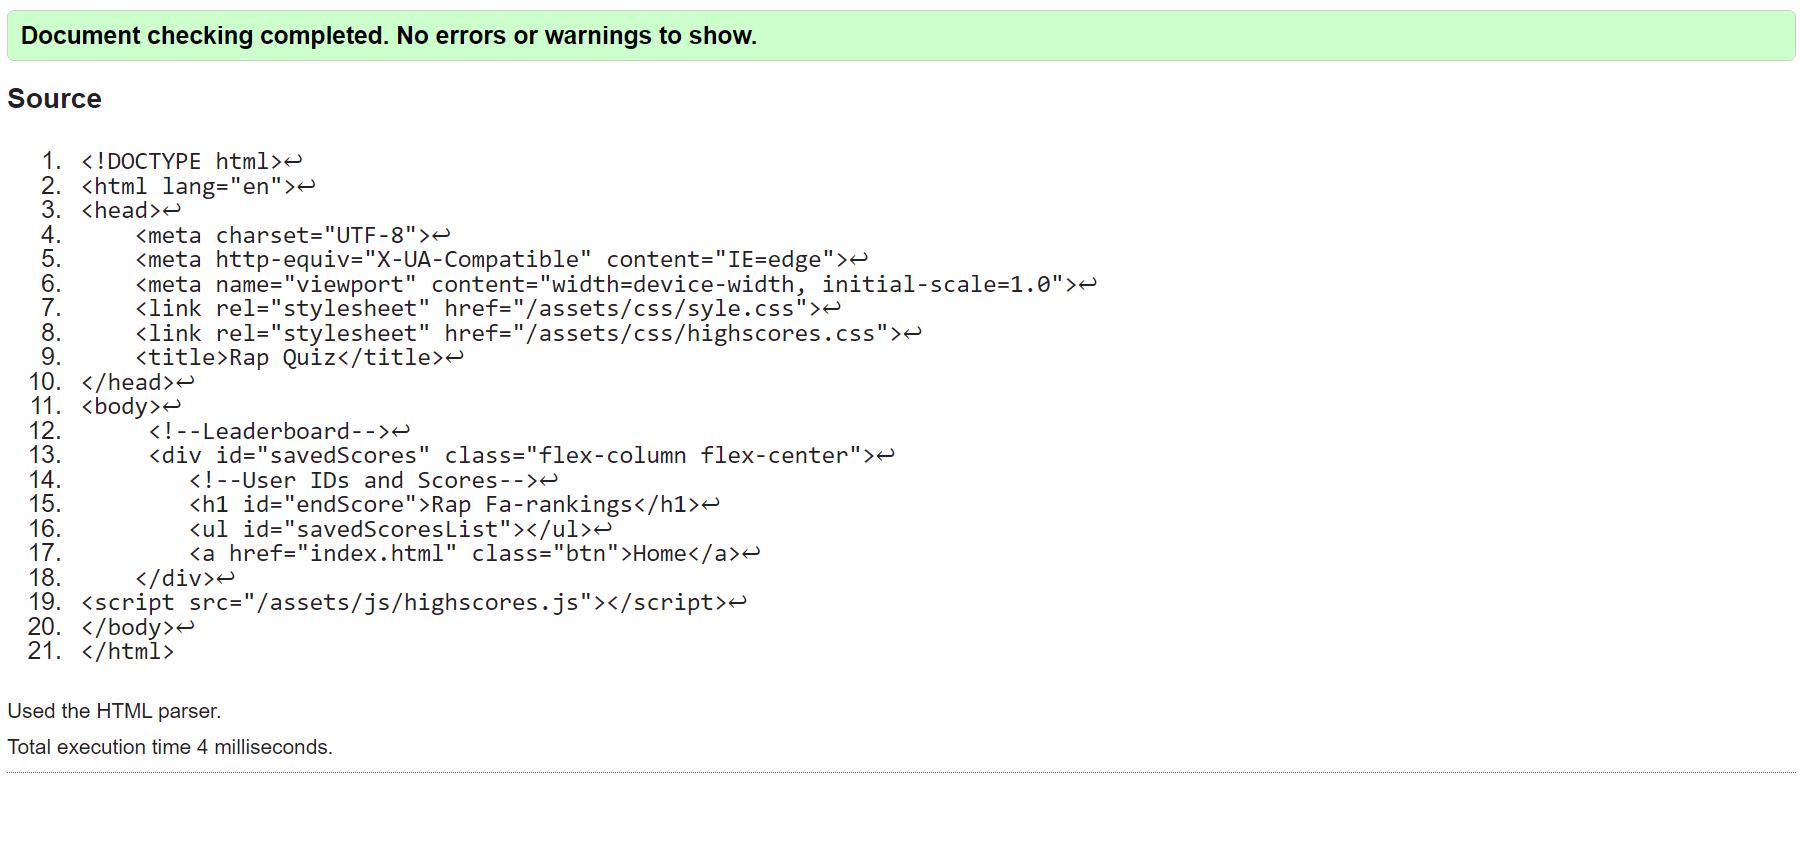 Document checking completed. No errors or warnings to show.
Source
1. <!DOCTYPE html>↩
2. <html lang="en">↩
3. <head>↩
4.     <meta charset="UTF-8">↩
5.     <meta http-equiv="X-UA-Compatible" content="IE=edge">↩
6.     <meta name="viewport" content="width=device-width, initial-scale=1.0">↩
7.     <link rel="stylesheet" href="/assets/css/syle.css">↩
8.     <link rel="stylesheet" href="/assets/css/highscores.css">↩
9.     <title>Rap Quiz</title>↩
10. </head>↩
11. <body>↩
12.      <!--Leaderboard-->↩
13.      <div id="savedScores" class="flex-column flex-center">↩
14.         <!--User IDs and Scores-->↩
15.         <h1 id="endScore">Rap Fa-rankings</h1>↩
16.         <ul id="savedScoresList"></ul>↩
17.         <a href="index.html" class="btn">Home</a>↩
18.     </div>↩
19. <script src="/assets/js/highscores.js"></script>↩
20. </body>↩
21. </html>
Used the HTML parser.
Total execution time 4 milliseconds.